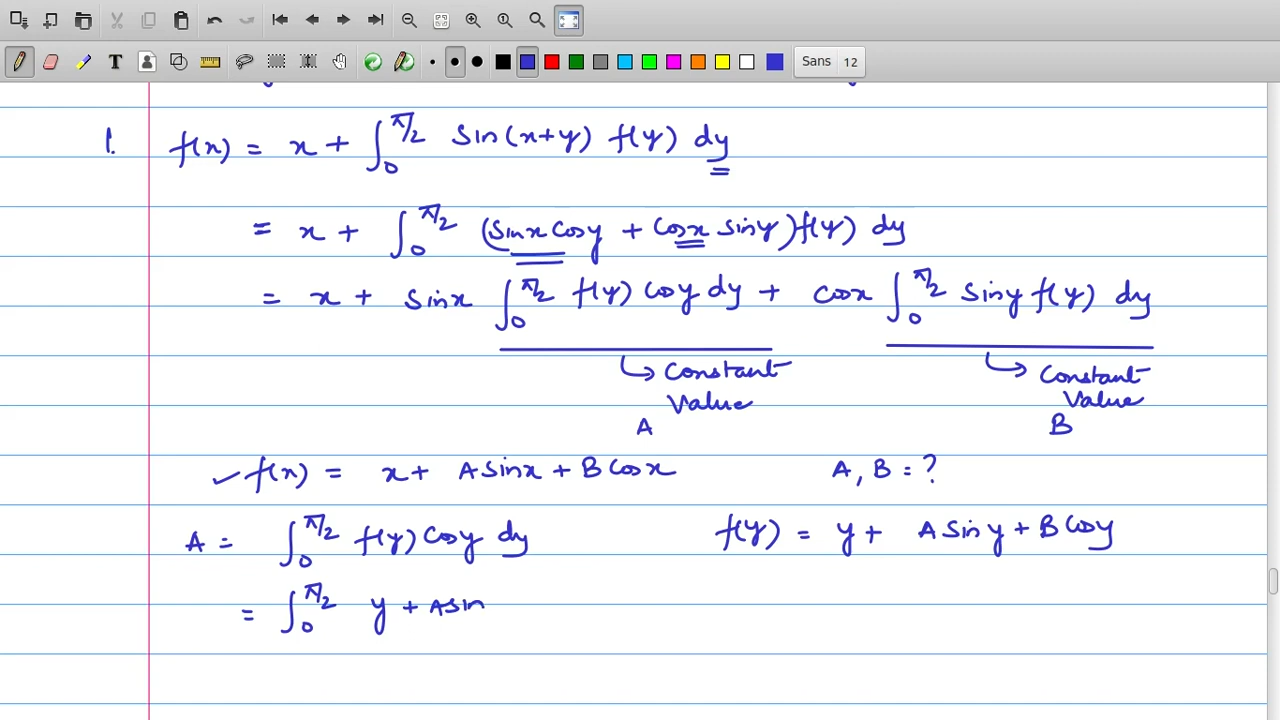 T Sans 12
1. f(x) = x + ∫₀^π/2 Sin(x+y) f(y) dy
= x + ∫₀^π/2 (Sinx Cosy + Cosx Siny) f(y) dy
= x + Sinx ∫₀^π/2 f(y) Cosy dy + Cosx ∫₀^π/2 Siny f(y) dy
↳ Constant Value A
↳ Constant Value B
✓ f(x) = x + A Sinx + B Cosx A, B = ?
A = ∫₀^π/2 f(y) Cosy dy f(y) = y + A Siny + B Cosy
= ∫₀^π/2 y + A Sin